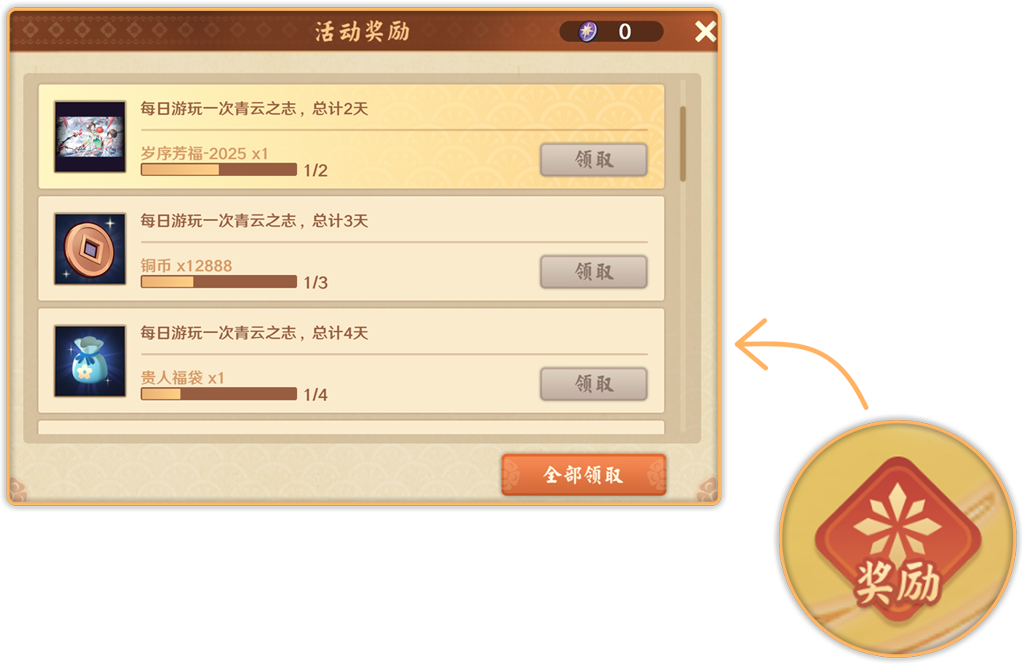 活动奖励
0
每日游玩一次青云之志，总计2天
岁序芳福-2025 x1
1/2
领取
每日游玩一次青云之志，总计3天
铜币 x12888
1/3
领取
每日游玩一次青云之志，总计4天
贵人福袋 x1
1/4
领取
全部领取
奖励